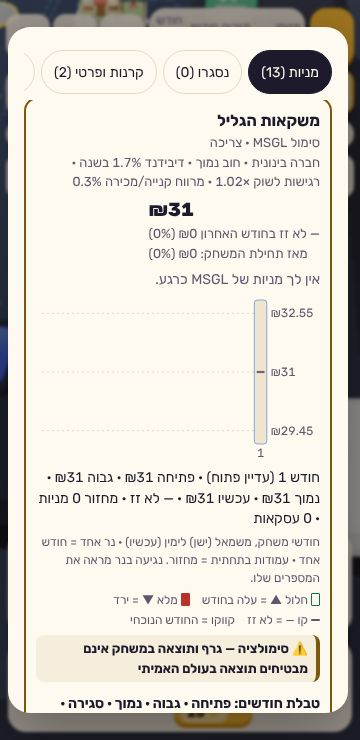 מניות (13)
נסגרו (0)
קרנות ופרטי (2)
משקאות הגליל
סימול MSGL · צריכה
חברה בינונית · חוב נמוך · דיבידנד 1.7% בשנה ·
רגישות לשוק ×1.02 · מרווח קנייה/מכירה 0.3%
₪31
— לא זז בחודש האחרון ₪0 (0%)
מאז תחילת המשחק: ₪0 (0%)
אין לך מניות של MSGL כרגע.
₪32.55
₪31
₪29.45
1
חודש 1 (עדיין פתוח) · פתיחה ₪31 · גבוה ₪31 ·
נמוך ₪31 · עכשיו ₪31 · — לא זז · מחזור 0 מניות
· 0 עסקאות
חודשי משחק, משמאל (ישן) לימין (עכשיו) · נר אחד = חודש
אחד · עמודות בתחתית = מחזור. נגיעה בנר מראה את
המספרים שלו.
חלול ▲ = עלה בחודש
מלא ▼ = ירד
קו — = לא זז
קווקו = החודש הנוכחי
⚠️ סימולציה — גרף ותוצאה במשחק אינם
מבטיחים תוצאה בעולם האמיתי
טבלת חודשים: פתיחה · גבוה · נמוך · סגירה ·